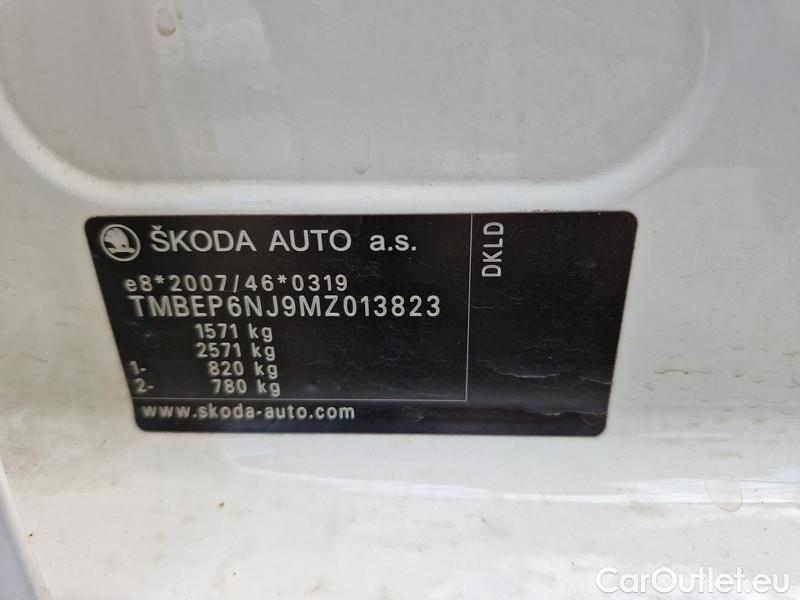 ŠKODA AUTO a.s.
e8*2007/46*0319
TMBEP6NJ9MZ013823
1571 kg
2571 kg
1- 820 kg
2- 780 kg
www.skoda-auto.com
DKLD
CarOutlet.eu